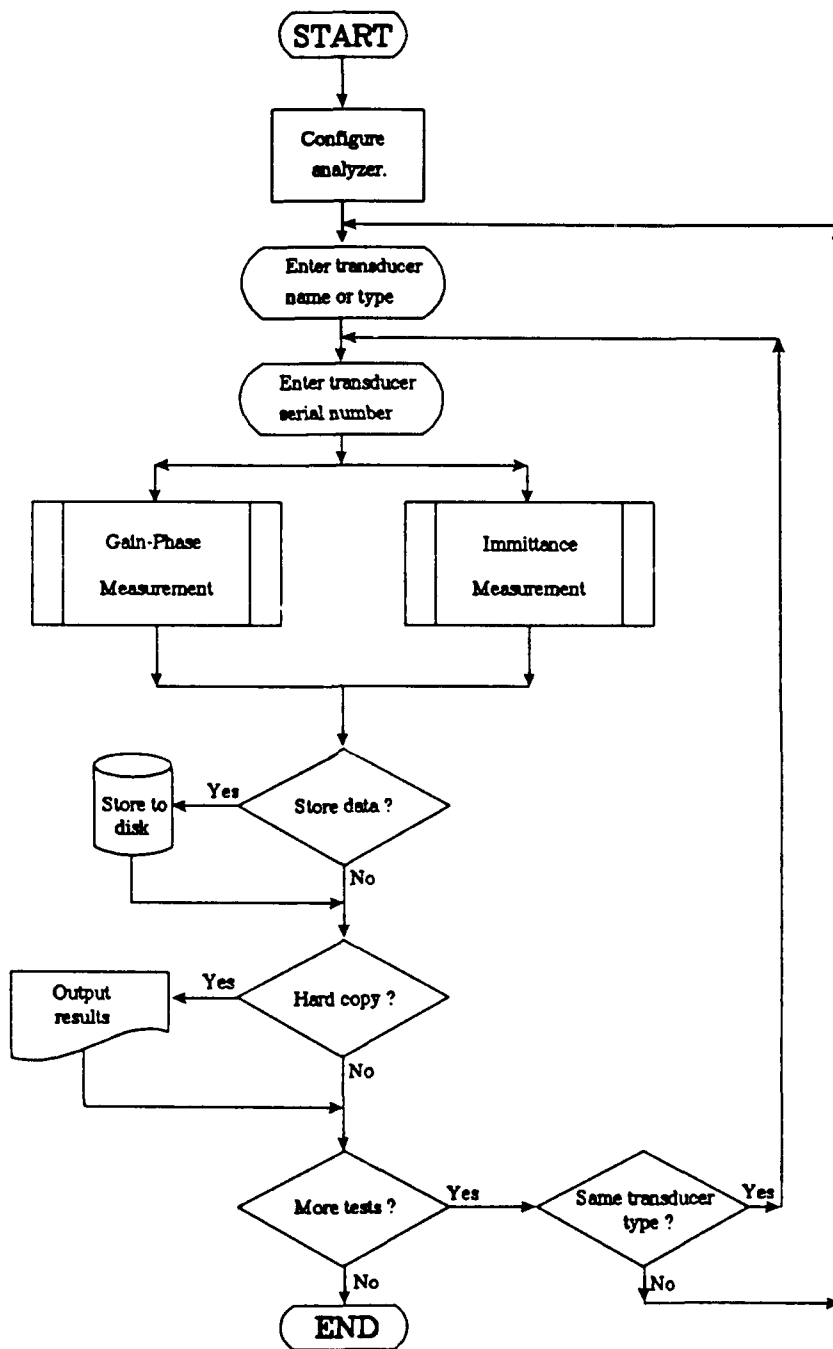 START
Configure
analyzer.
Enter transducer
name or type
Enter transducer
serial number
Gain-Phase
Measurement
Immittance
Measurement
Store to
disk
Yes
Store data ?
No
Output
results
Yes
Hard copy ?
No
More tests ?
Yes
Same transducer
type ?
Yes
No
No
END